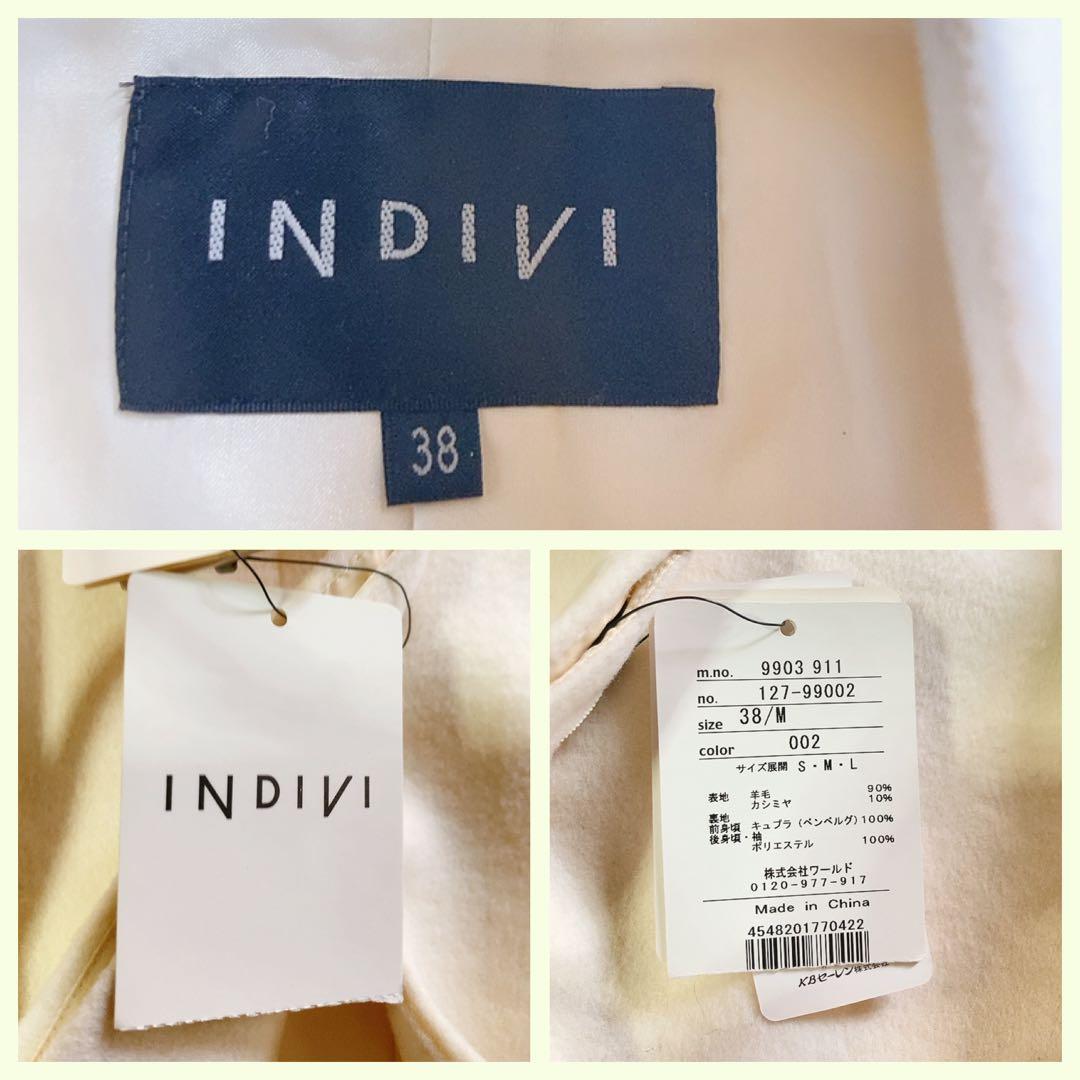 INDIVI
38
INDIVI
m.no. 9903 911
no. 127-99002
size 38/M
color 002
サイズ展開 S・M・L
表地 羊毛 90%
カシミヤ 10%
裏地
前身頃 キュプラ (ベンベルグ) 100%
後身頃・袖
ポリエステル 100%
株式会社ワールド
0120-977-917
Made in China
4548201770422
KBセーレン株式会社